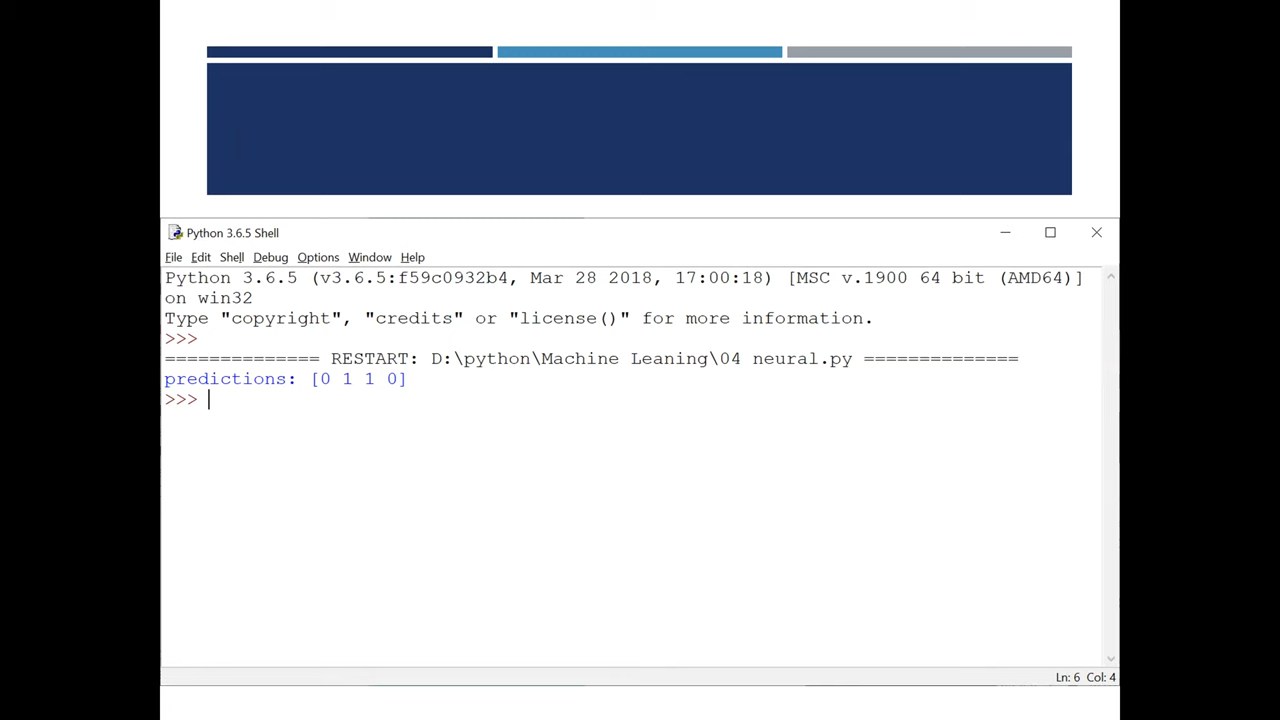 Python 3.6.5 Shell
File Edit Shell Debug Options Window Help
Python 3.6.5 (v3.6.5:f59c0932b4, Mar 28 2018, 17:00:18) [MSC v.1900 64 bit (AMD64)]
on win32
Type "copyright", "credits" or "license()" for more information.
>>>
============== RESTART: D:\python\Machine Leaning\04 neural.py ==============
predictions: [0 1 1 0]
>>>
Ln: 6 Col: 4